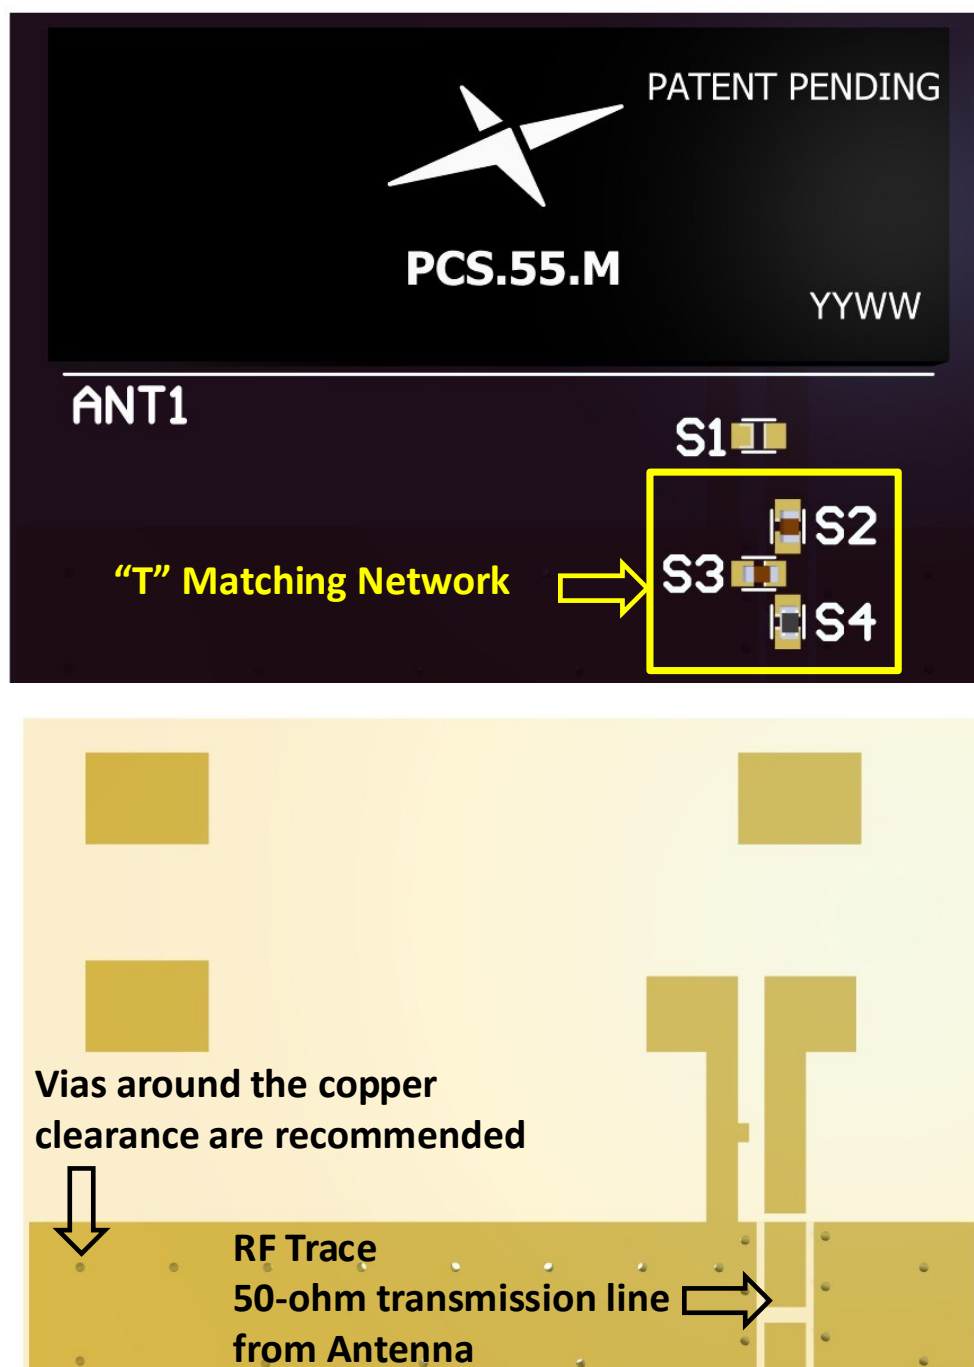 PATENT PENDING
PCS.55.M
YYWW
ANT1
S1
S2
“T” Matching Network
S3
S4
Vias around the copper
clearance are recommended
RF Trace
50-ohm transmission line
from Antenna